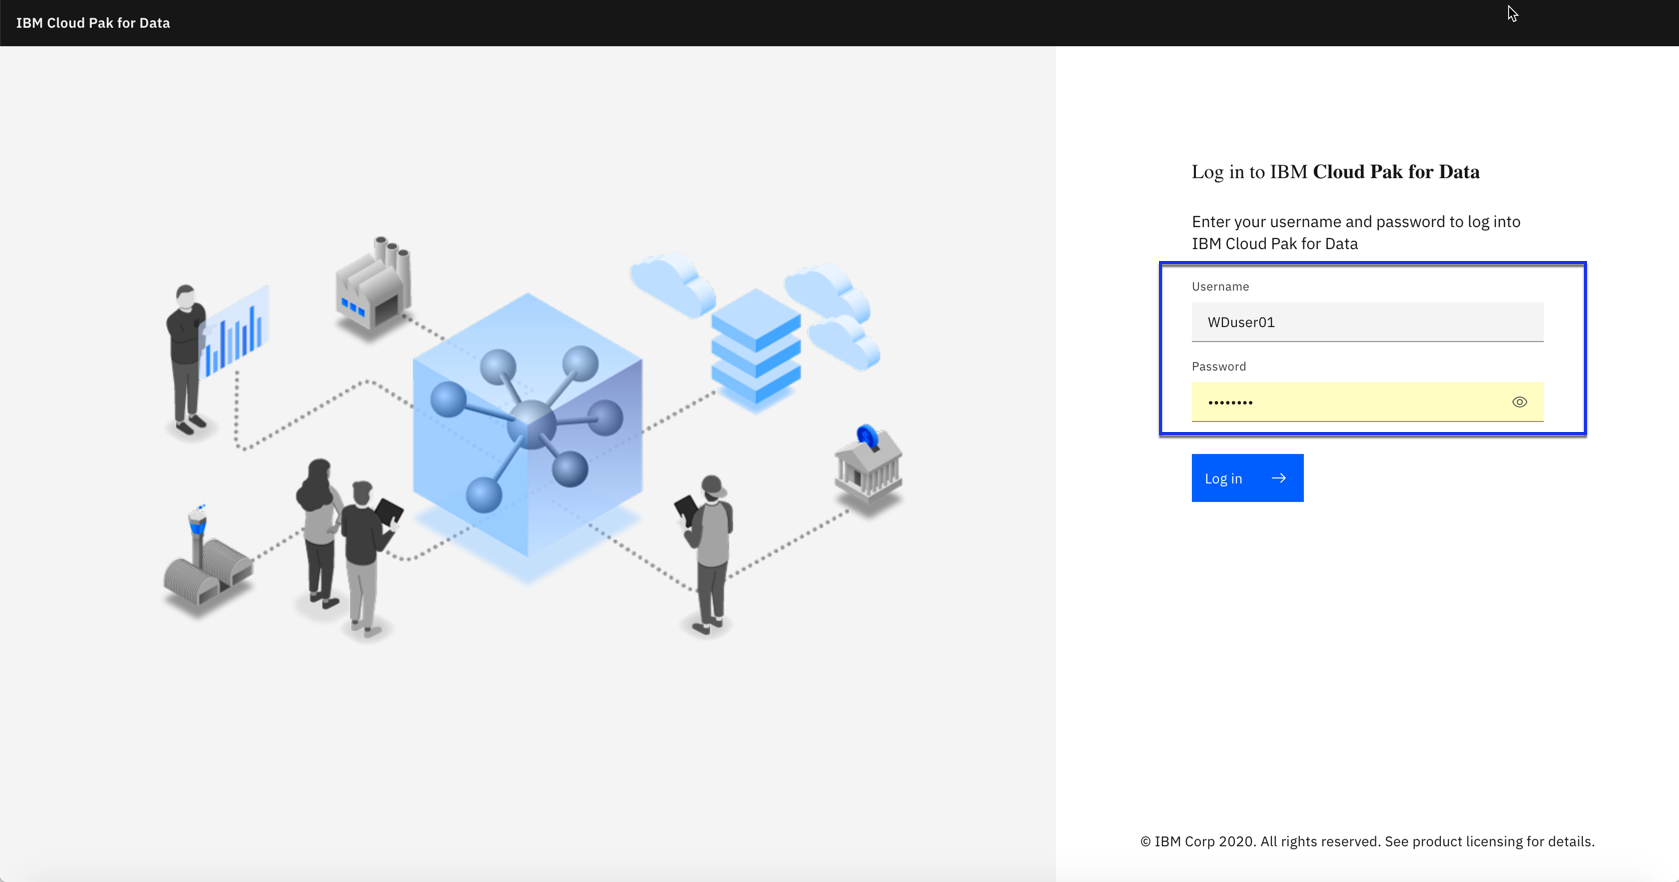 IBM Cloud Pak for Data
Log in to IBM Cloud Pak for Data
Enter your username and password to log into
IBM Cloud Pak for Data
Username
WDuser01
Password
••••••••
Log in
© IBM Corp 2020. All rights reserved. See product licensing for details.